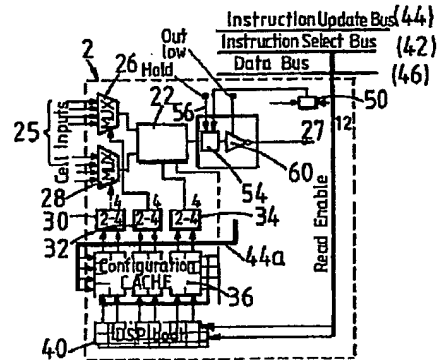 Instruction Update Bus (44)
Instruction Select Bus (42)
Data Bus (46)
Out low
Hold
2
26
22
56
50
MUX
25
Cell Inputs
27
12
54
60
MUX
28
4
4
4
30
2-4
2-4
2-4
34
32
44a
Configuration
CACHE
36
Read Enable
40